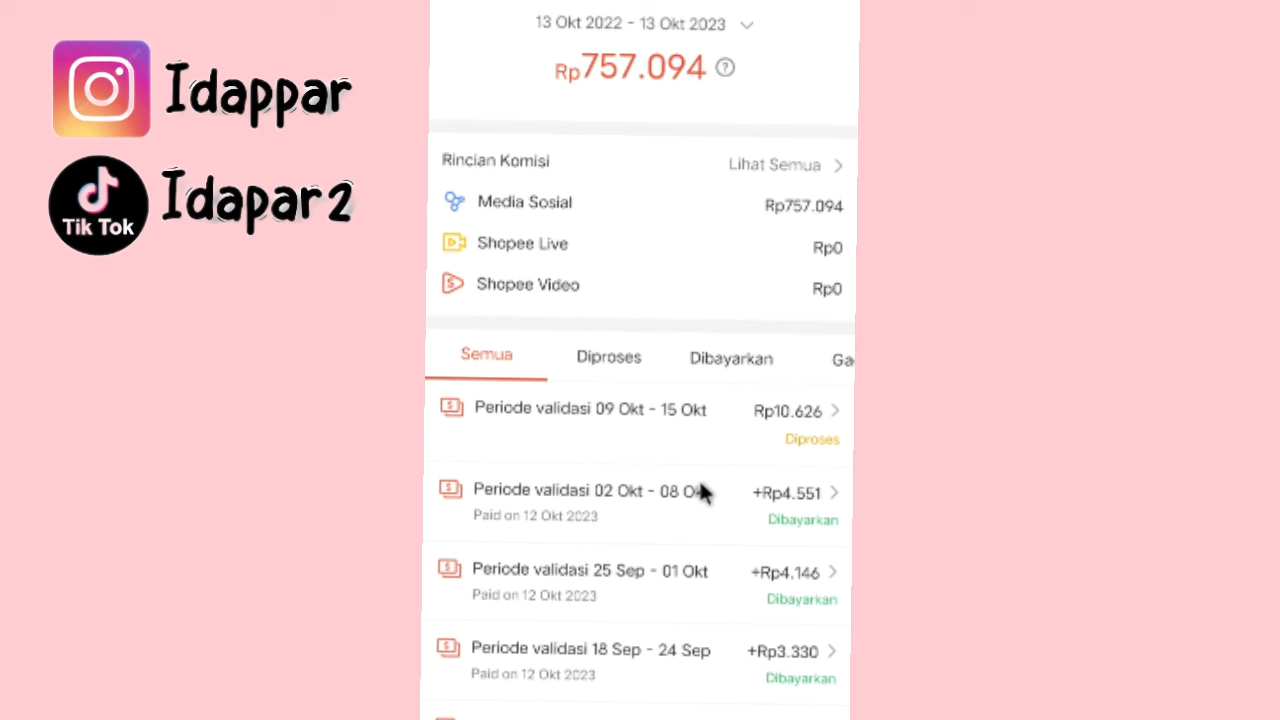 Idappar
Tik Tok
Idapar 2
13 Okt 2022 - 13 Okt 2023
Rp757.094 ?
Rincian Komisi
Lihat Semua >
Media Sosial
Rp757.094
Shopee Live
Rp0
Shopee Video
Rp0
Semua
Diproses
Dibayarkan
Ga
Periode validasi 09 Okt - 15 Okt
Rp10.626 >
Diproses
Periode validasi 02 Okt - 08 Ok
+Rp4.551 >
Paid on 12 Okt 2023
Dibayarkan
Periode validasi 25 Sep - 01 Okt
+Rp4.146 >
Paid on 12 Okt 2023
Dibayarkan
Periode validasi 18 Sep - 24 Sep
+Rp3.330 >
Paid on 12 Okt 2023
Dibayarkan